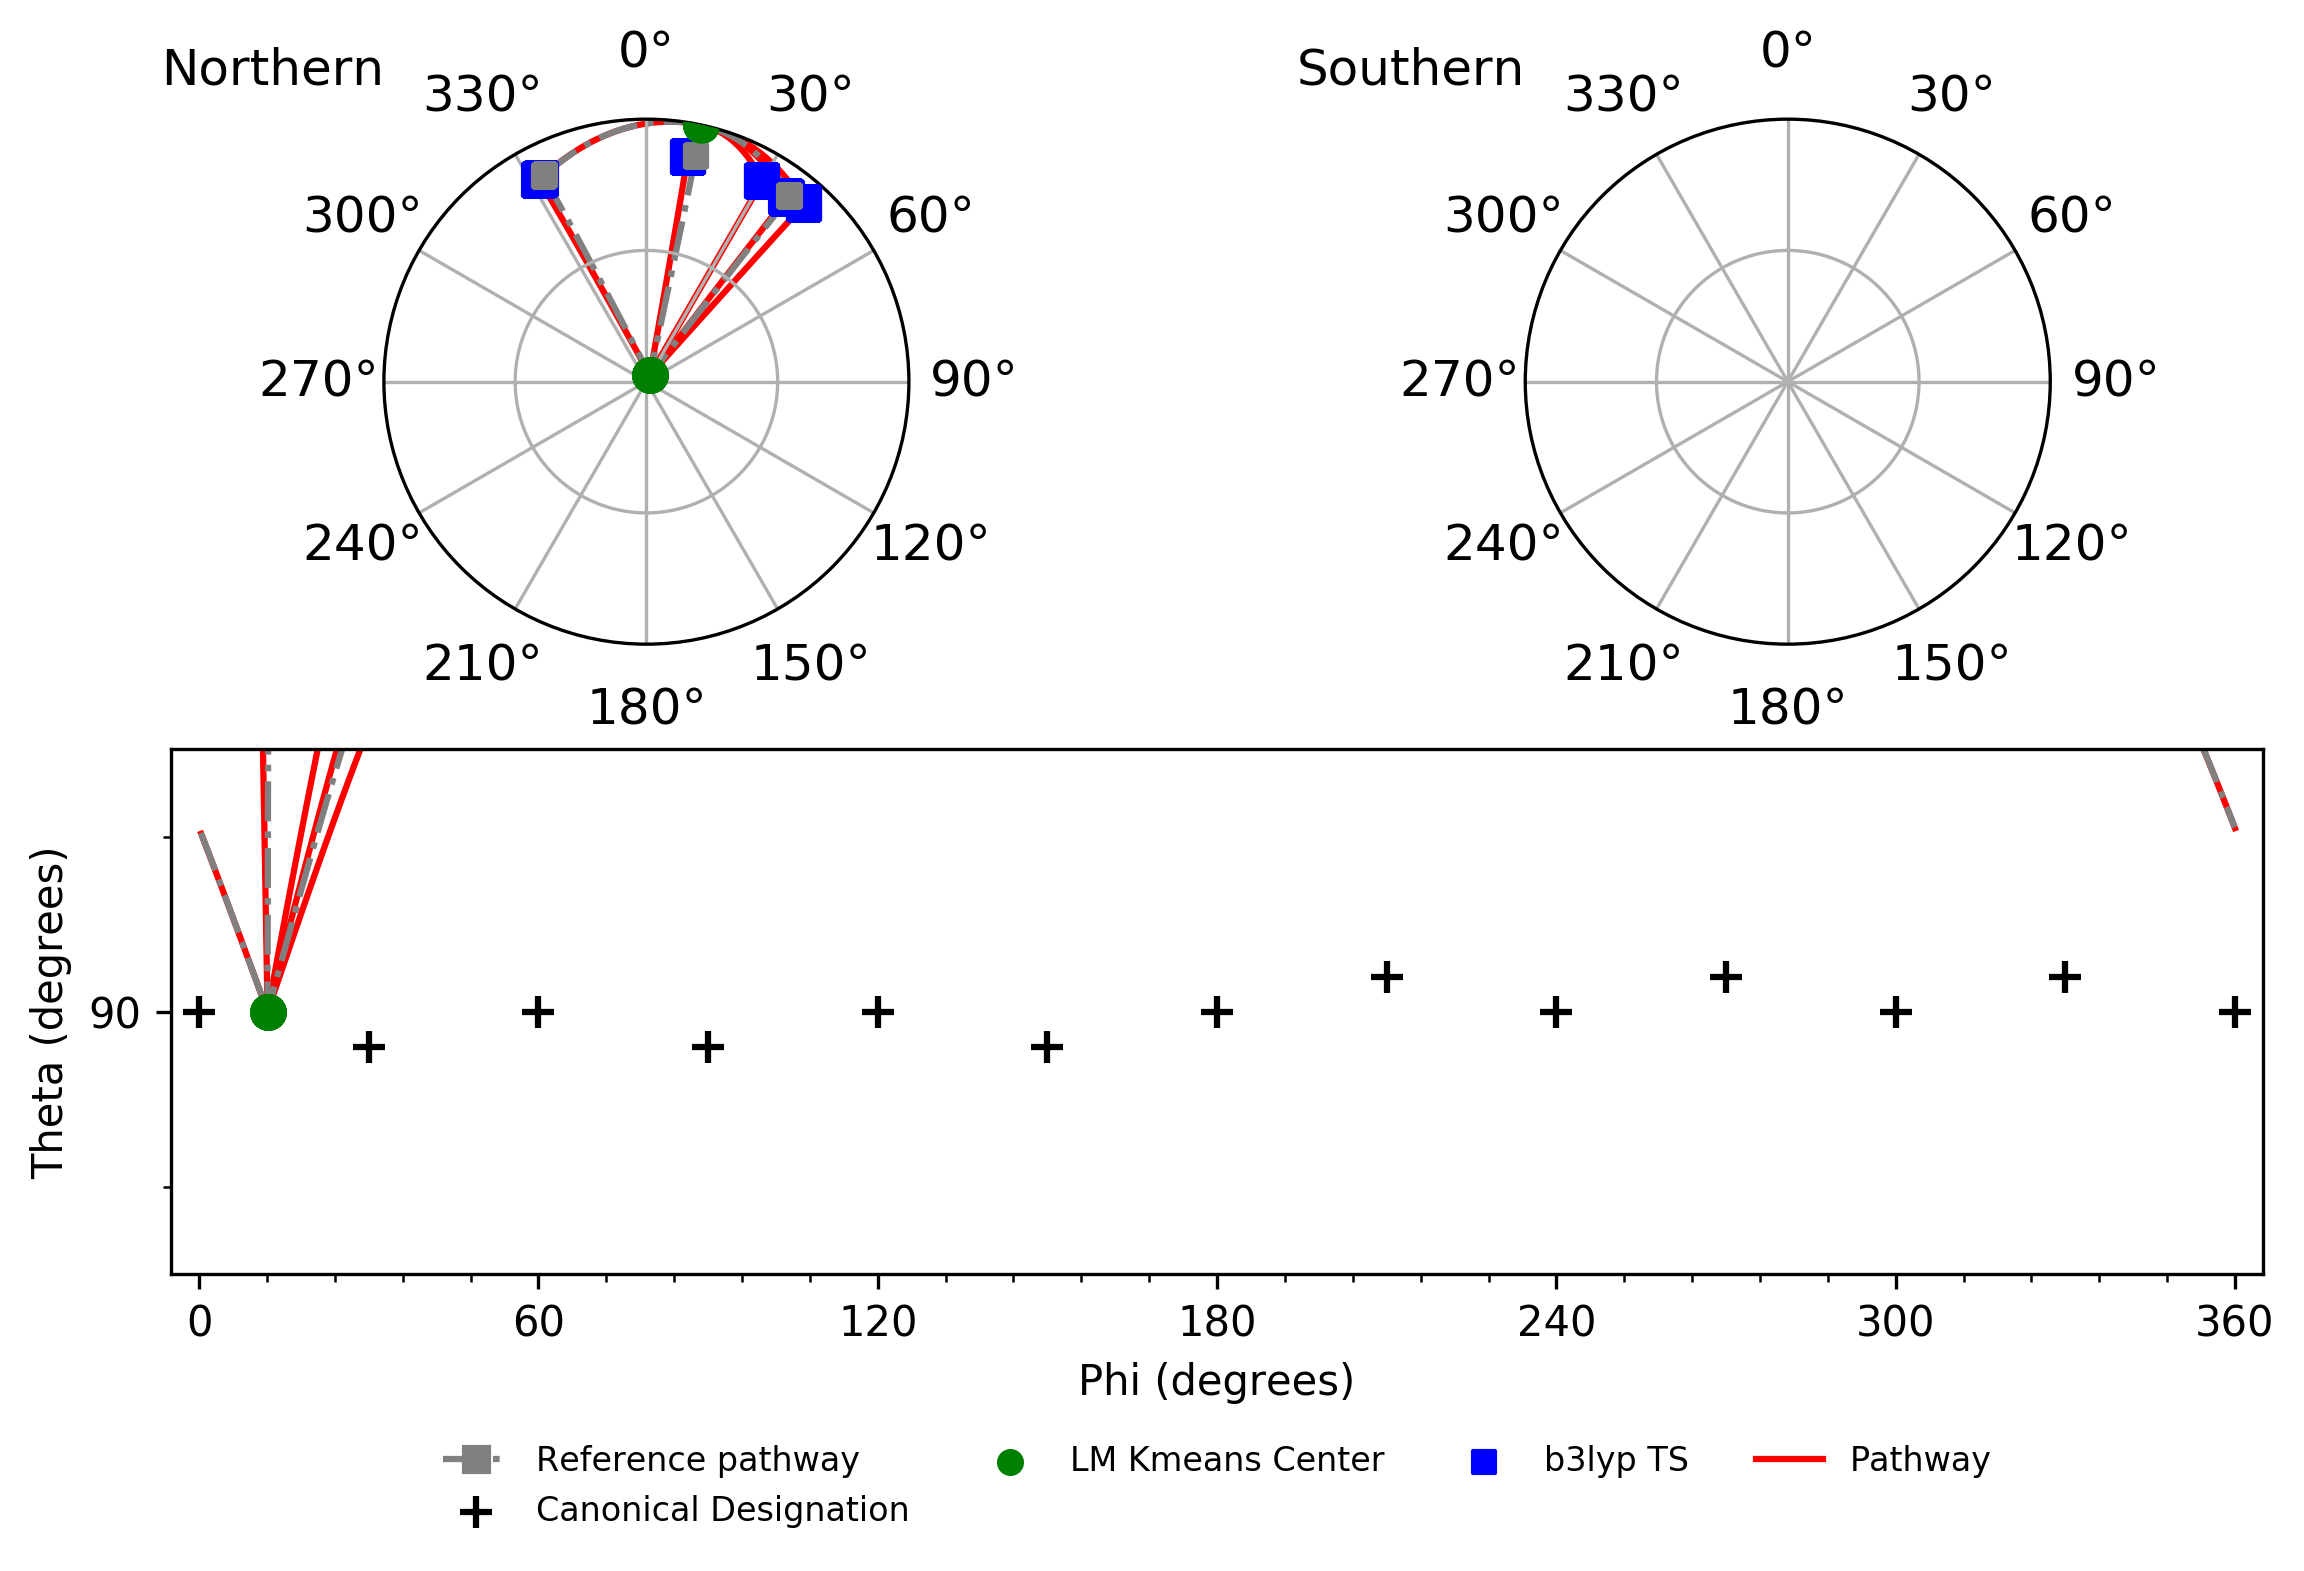 Northern
0°
30°
60°
90°
120°
150°
180°
210°
240°
270°
300°
330°
Southern
0°
30°
60°
90°
120°
150°
180°
210°
240°
270°
300°
330°
Theta (degrees)
90
0 60 120 180 240 300 360
Phi (degrees)
Reference pathway
Canonical Designation
LM Kmeans Center
b3lyp TS
Pathway